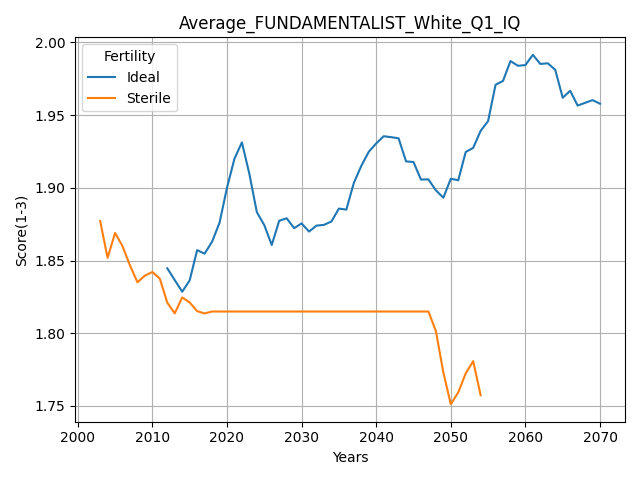 Average_FUNDAMENTALIST_White_Q1_IQ
Fertility
Ideal
Sterile
Score(1-3)
2.00
1.95
1.90
1.85
1.80
1.75
2000 2010 2020 2030 2040 2050 2060 2070
Years